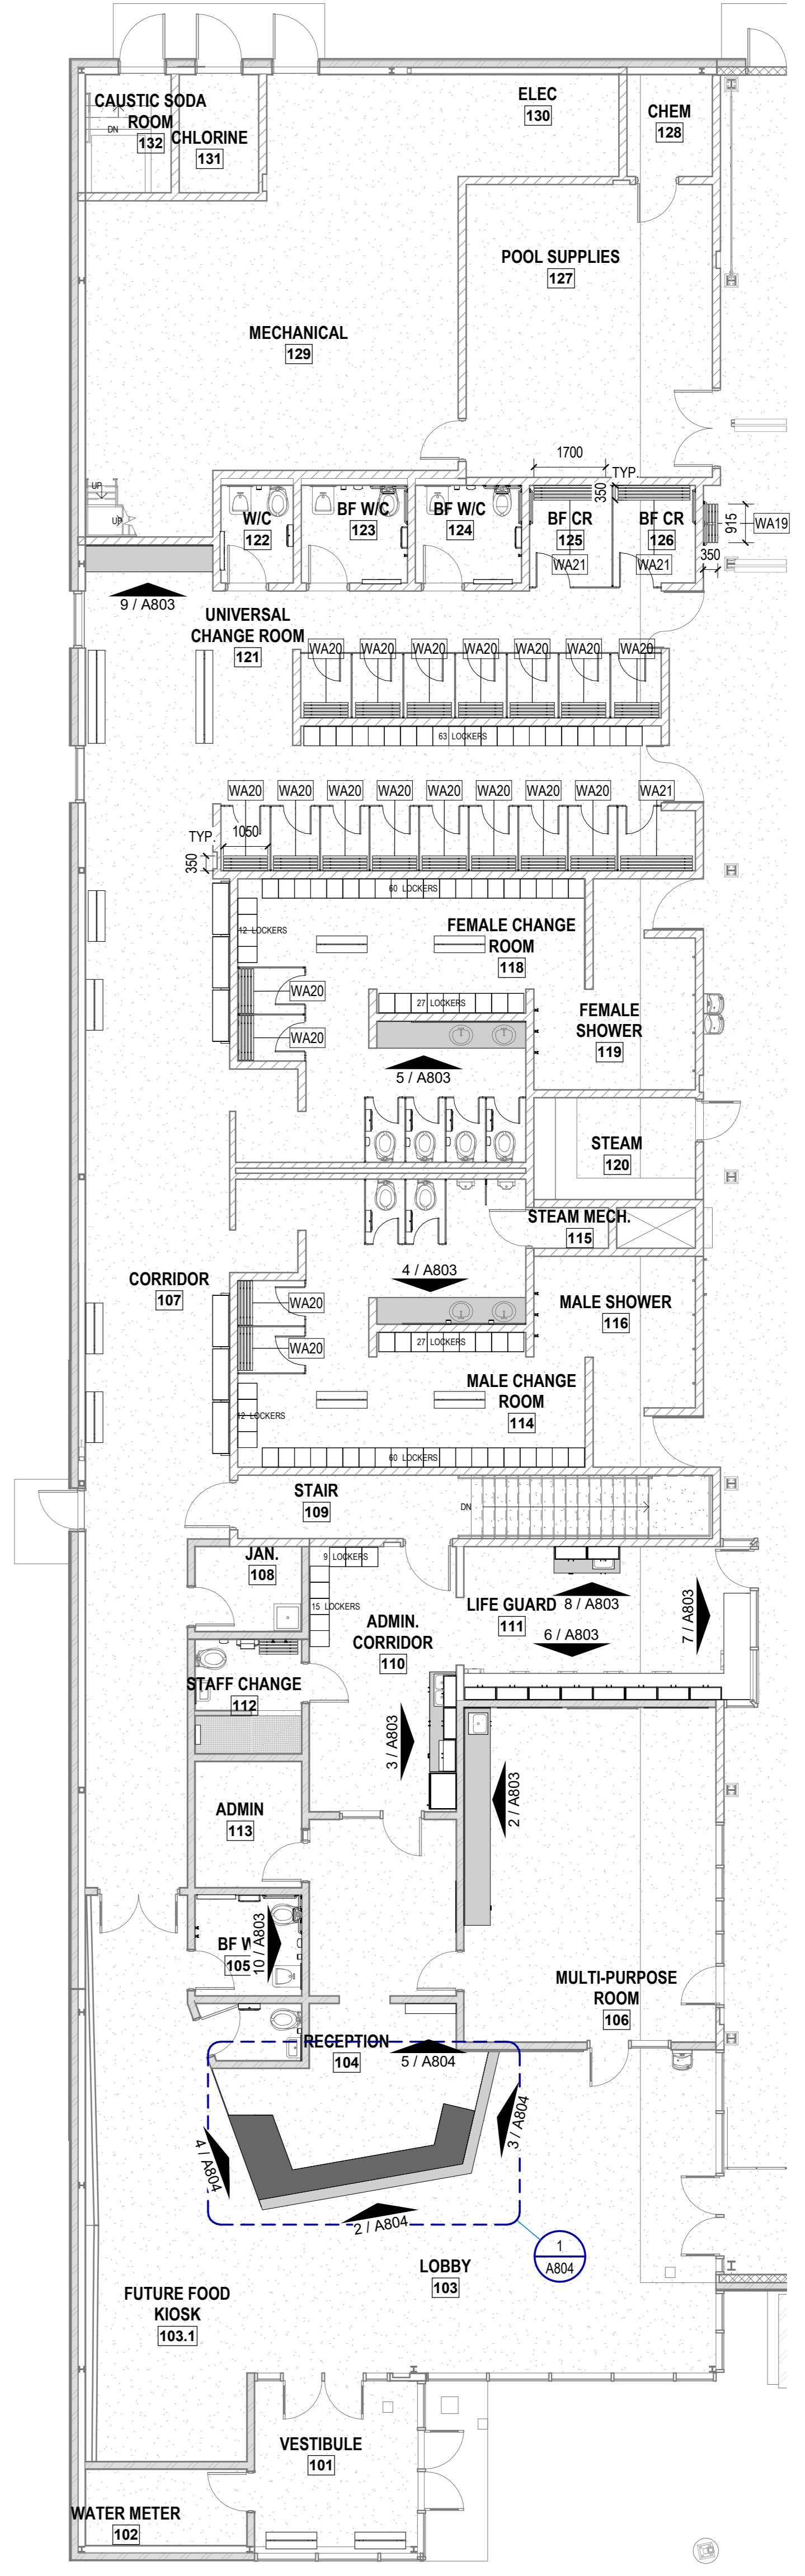 CAUSTIC SODA
ROOM
132
DN
CHLORINE
131
ELEC
130
CHEM
128
POOL SUPPLIES
127
MECHANICAL
129
UP
UP
1700
TYP.
350
W/C
122
BF W/C
123
BF W/C
124
BF CR
125
WA21
BF CR
126
WA21
915
WA19
350
9 / A803
UNIVERSAL
CHANGE ROOM
121
WA20
WA20
WA20
WA20
WA20
WA20
WA20
63 LOCKERS
WA20
WA20
WA20
WA20
WA20
WA20
WA20
WA20
WA21
TYP.
1050
350
60 LOCKERS
12 LOCKERS
FEMALE CHANGE
ROOM
118
WA20
27 LOCKERS
WA20
FEMALE
SHOWER
119
5 / A803
STEAM
120
STEAM MECH.
115
CORRIDOR
107
4 / A803
WA20
MALE SHOWER
116
WA20
27 LOCKERS
MALE CHANGE
ROOM
114
12 LOCKERS
60 LOCKERS
STAIR
109
DN
JAN.
108
9 LOCKERS
15 LOCKERS
ADMIN.
CORRIDOR
110
LIFE GUARD
111
8 / A803
6 / A803
7 / A803
STAFF CHANGE
112
3 / A803
2 / A803
ADMIN
113
BF W
105
10 / A803
MULTI-PURPOSE
ROOM
106
RECEPTION
104
5 / A804
4 / A804
3 / A804
2 / A804
1
A804
LOBBY
103
FUTURE FOOD
KIOSK
103.1
VESTIBULE
101
WATER METER
102